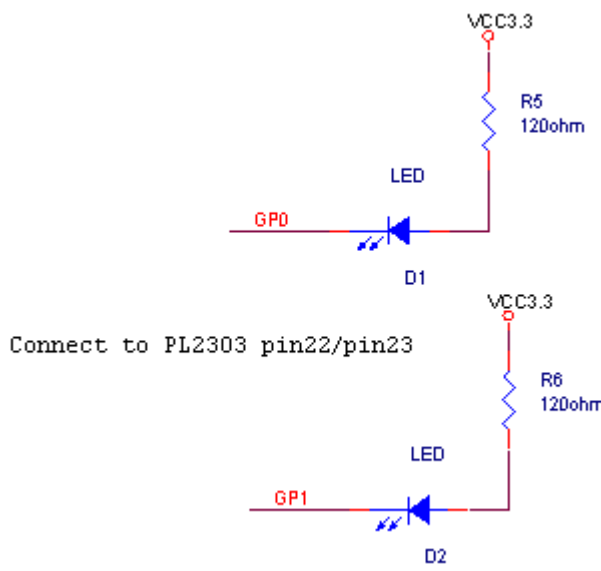 VCC3.3
R5
120ohm
LED
GP0
D1
VCC3.3
Connect to PL2303 pin22/pin23
R6
120ohm
LED
GP1
D2